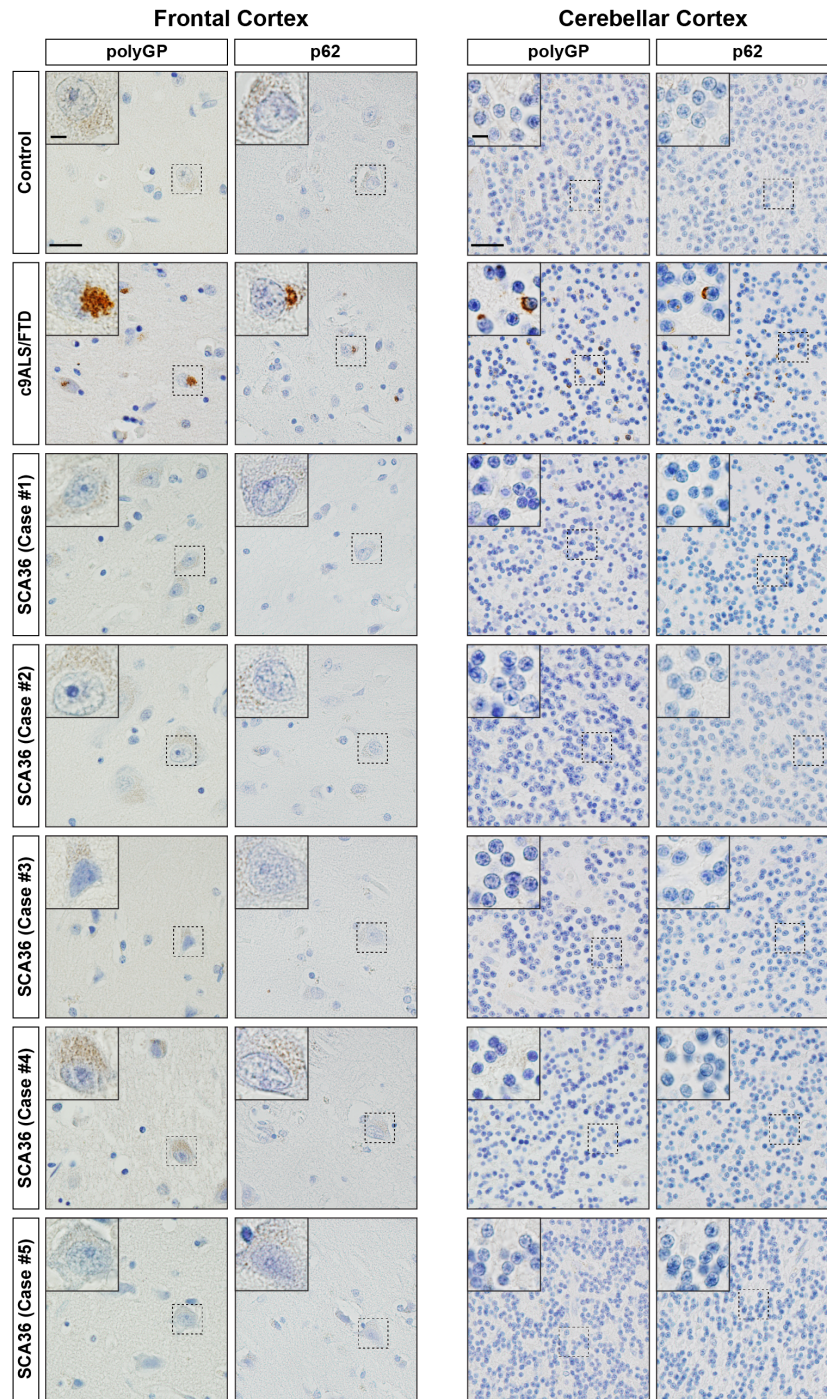 Frontal Cortex
Cerebellar Cortex
polyGP
p62
polyGP
p62
Control
c9ALS/FTD
SCA36 (Case #1)
SCA36 (Case #2)
SCA36 (Case #3)
SCA36 (Case #4)
SCA36 (Case #5)